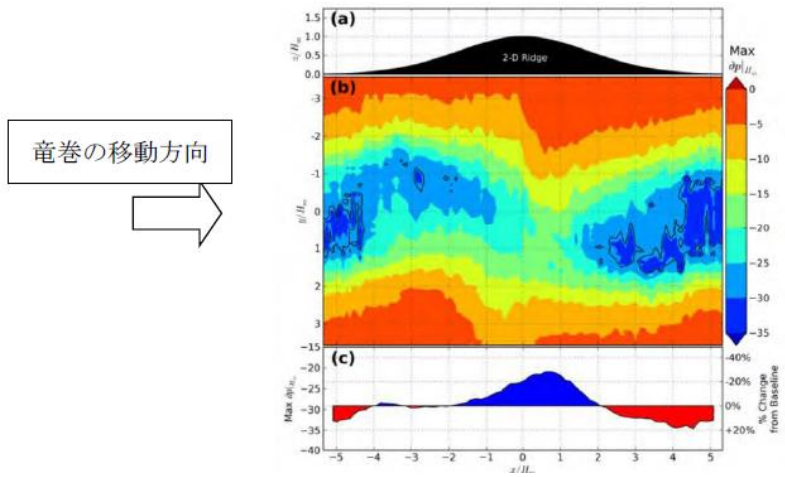 竜巻の移動方向
(a)
1.5
1.0
0.5
0.0
2-D Ridge
(b)
-3
-2
-1
0
1
2
3
Max
0
-5
-10
-15
-20
-25
-30
-35
(c)
-15
-20
-25
-30
-35
-40
Max
-40%
-20%
0%
+20%
% Change
from Baseline
-5 -4 -3 -2 -1 0 1 2 3 4 5